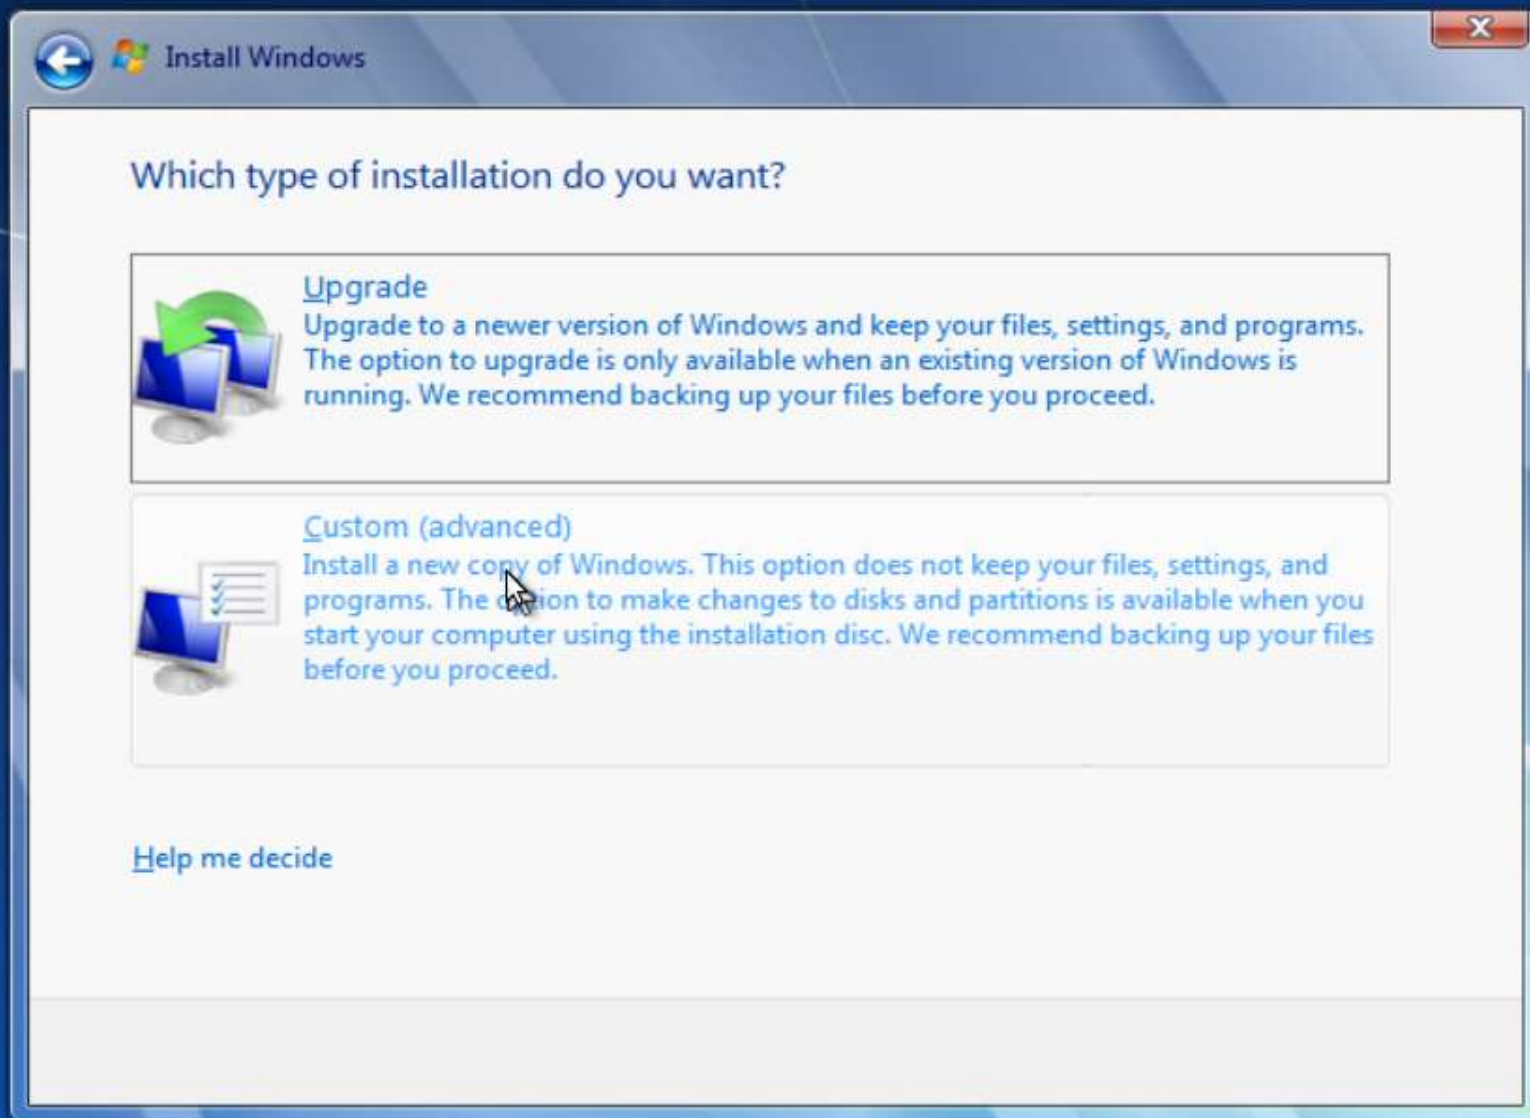 Install Windows
Which type of installation do you want?
Upgrade
Upgrade to a newer version of Windows and keep your files, settings, and programs.
The option to upgrade is only available when an existing version of Windows is
running. We recommend backing up your files before you proceed.
Custom (advanced)
Install a new copy of Windows. This option does not keep your files, settings, and
programs. The option to make changes to disks and partitions is available when you
start your computer using the installation disc. We recommend backing up your files
before you proceed.
Help me decide